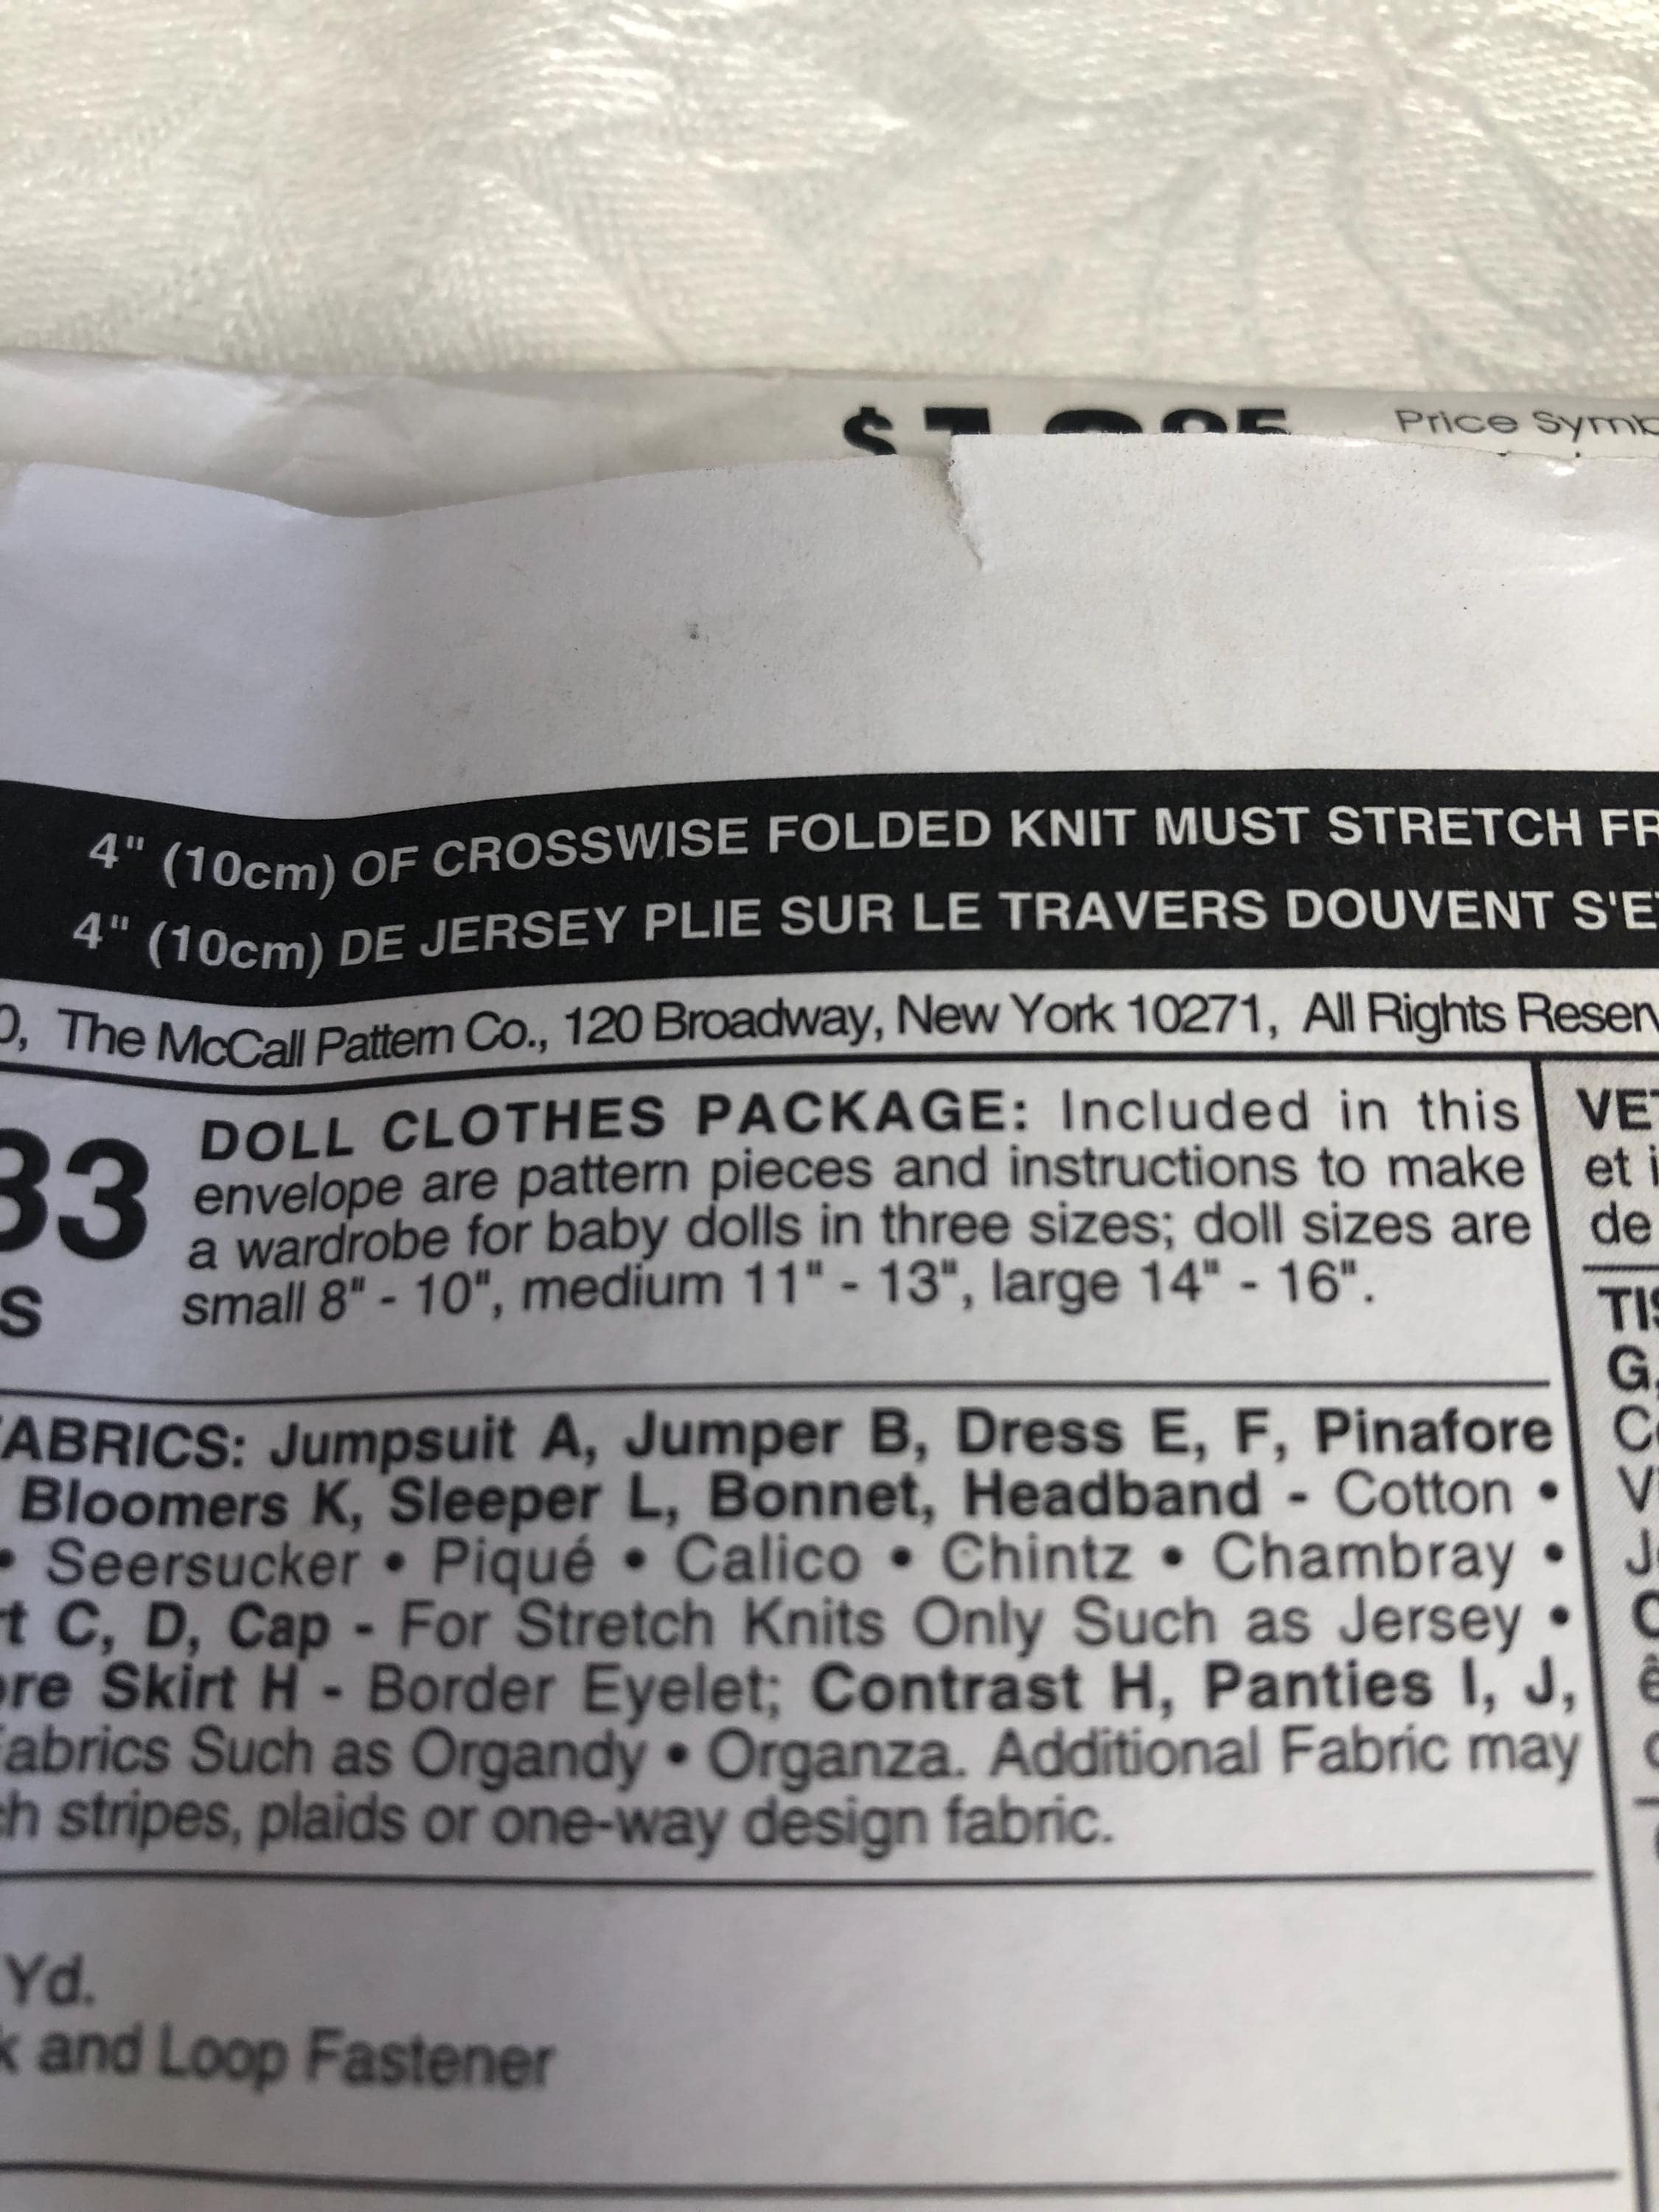 $
Price
4" (10cm) OF CROSSWISE FOLDED KNIT MUST STRETCH FR
4" (10cm) DE JERSEY PLIE SUR LE TRAVERS DOUVENT S'E
The McCall Pattern Co., 120 Broadway, New York 10271, All Rights Reser
33
S
DOLL CLOTHES PACKAGE: Included in this
envelope are pattern pieces and instructions to make
a wardrobe for baby dolls in three sizes; doll sizes are
small 8" - 10", medium 11" - 13", large 14" - 16".
ABRICS: Jumpsuit A, Jumper B, Dress E, F, Pinafore
Bloomers K, Sleeper L, Bonnet, Headband - Cotton •
• Seersucker • Piqué • Calico • Chintz • Chambray •
t C, D, Cap - For Stretch Knits Only Such as Jersey •
re Skirt H - Border Eyelet; Contrast H, Panties I, J,
abrics Such as Organdy • Organza. Additional Fabric may
h stripes, plaids or one-way design fabric.
Yd.
k and Loop Fastener
VE
et i
de
TIS
G,